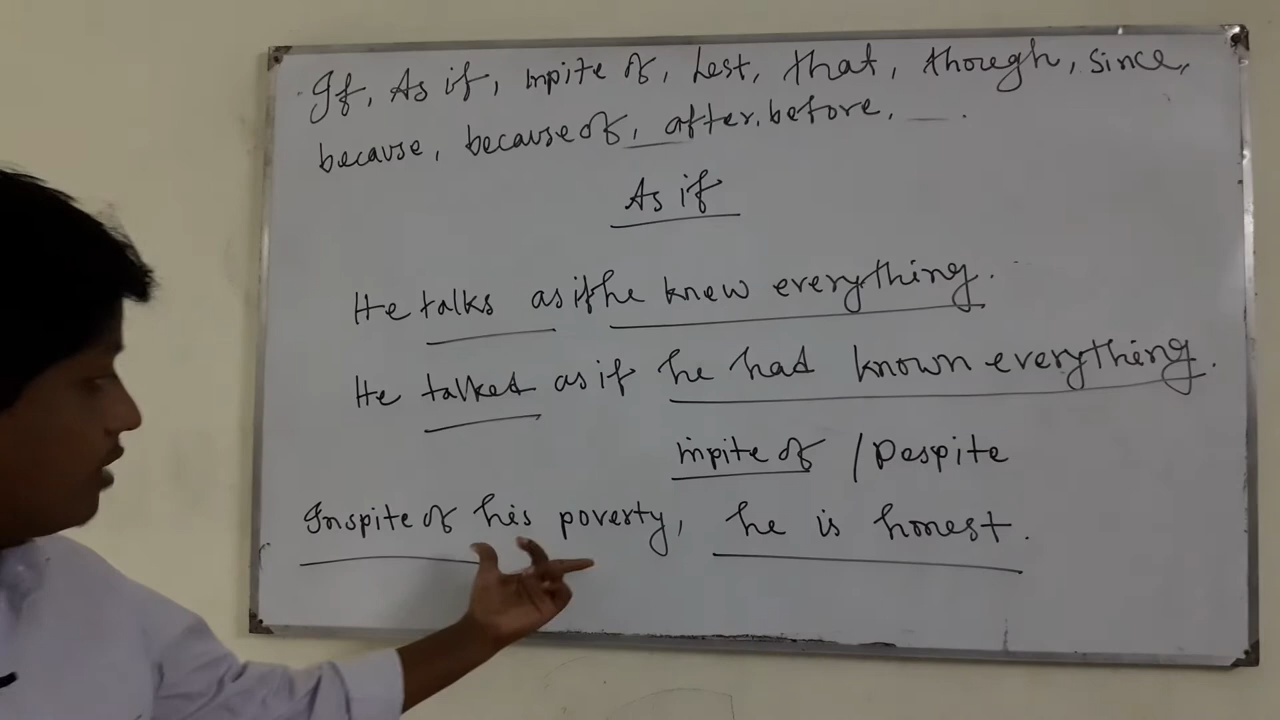 If, As if, inpite of, Lest, that, though, since,
because, because of, after, before, __.
As if
He talks as if he knew everything.
He talked as if he had known everything.
inpite of / Despite
Inspite of his poverty, he is honest.